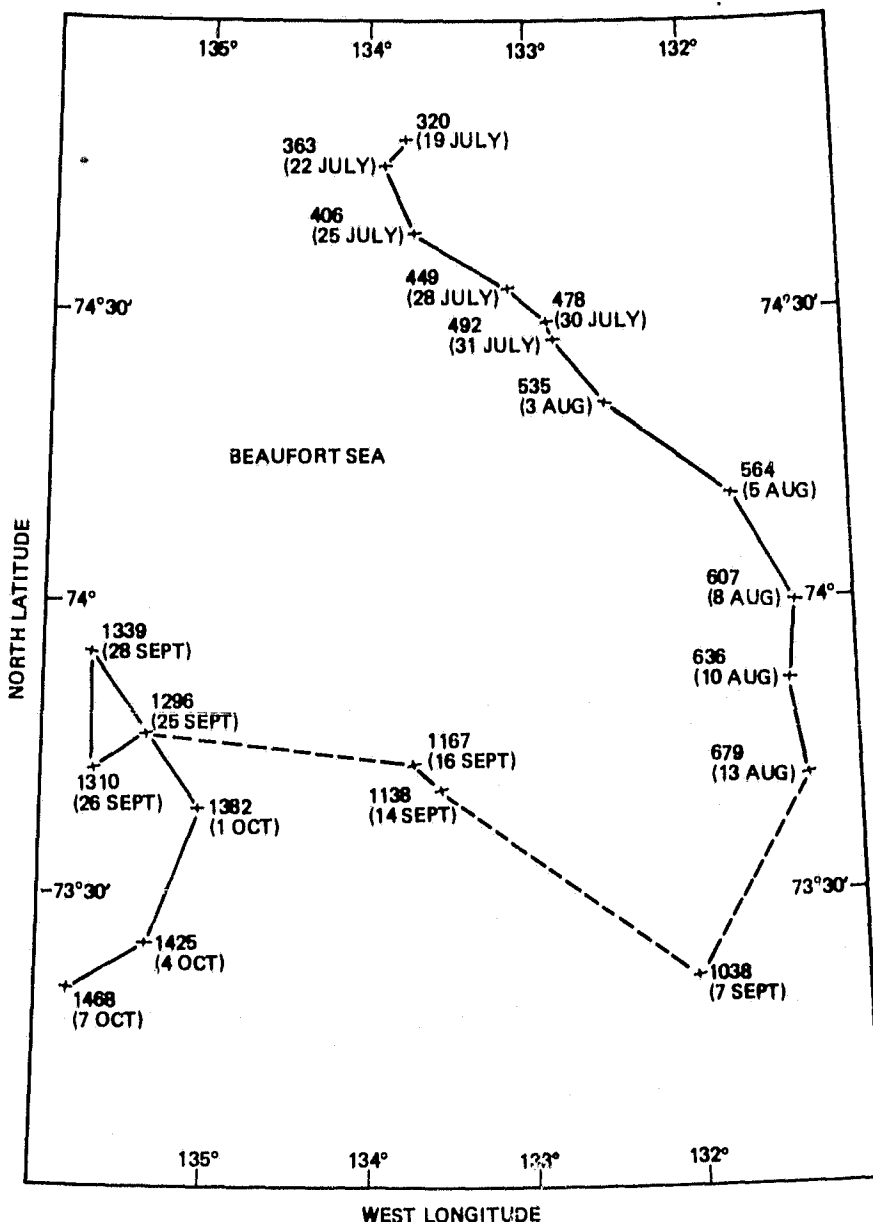 135° 134° 133° 132°
320
(19 JULY)
363
(22 JULY)
406
(25 JULY)
449
(28 JULY)
478
(30 JULY)
74°30′ 74°30′
492
(31 JULY)
535
(3 AUG)
BEAUFORT SEA
564
(5 AUG)
NORTH LATITUDE
607
(8 AUG)
74° 74°
1339
(28 SEPT)
636
(10 AUG)
1296
(25 SEPT)
1167
(16 SEPT)
679
(13 AUG)
1310
(26 SEPT)
1138
(14 SEPT)
1382
(1 OCT)
73°30′ 73°30′
1425
(4 OCT)
1038
(7 SEPT)
1468
(7 OCT)
135° 134° 133° 132°
WEST LONGITUDE